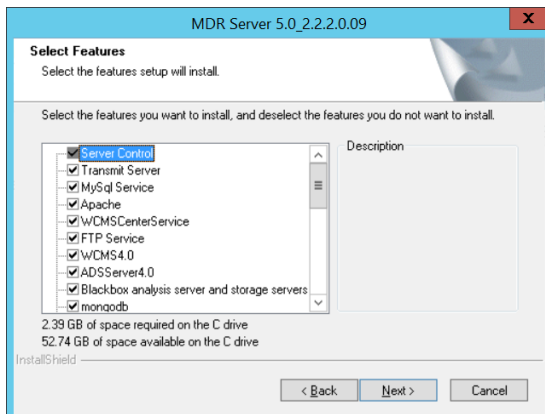 MDR Server 5.0_2.2.2.0.09
x
Select Features
Select the features setup will install.
Select the features you want to install, and deselect the features you do not want to install.
Server Control
Transmit Server
MySql Service
Apache
WCMSCenterService
FTP Service
WCMS4.0
ADSServer4.0
Blackbox analysis server and storage servers
mongodb
Description
2.39 GB of space required on the C drive
52.74 GB of space available on the C drive
InstallShield
< Back
Next >
Cancel